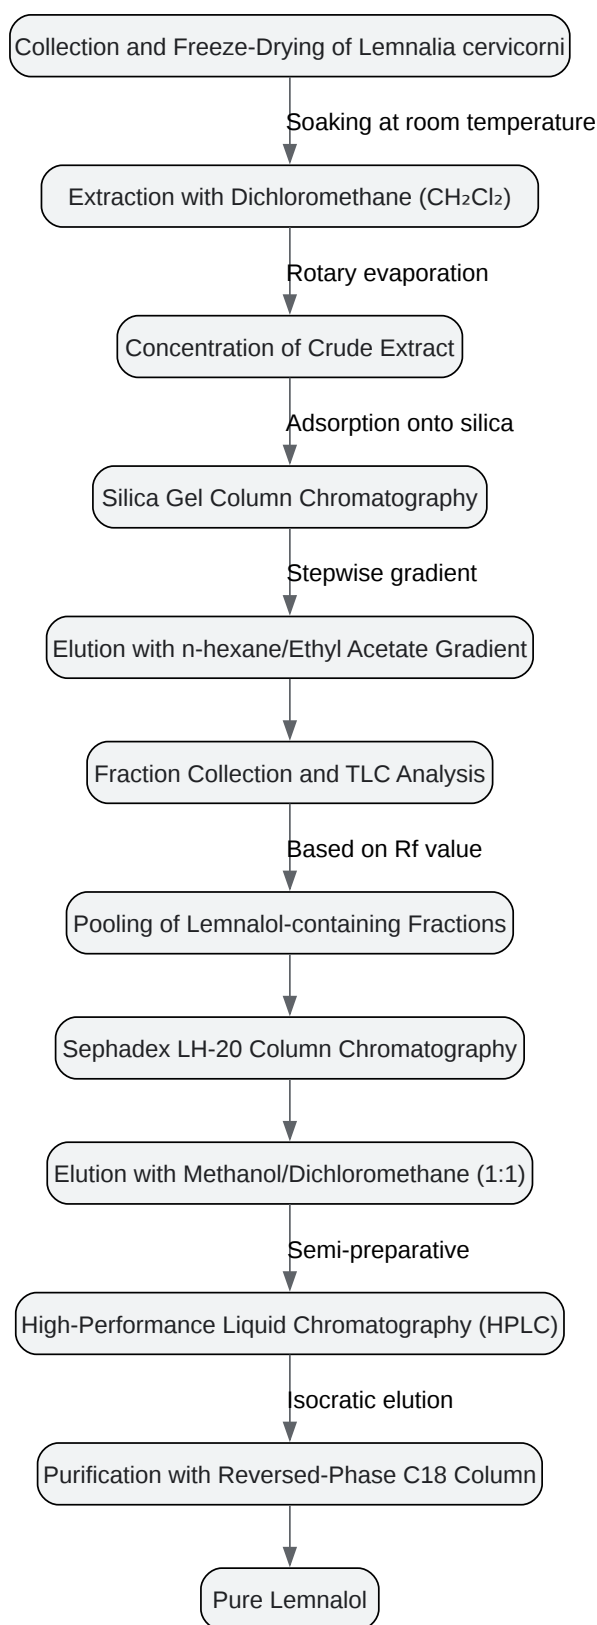 Collection and Freeze-Drying of Lemnalia cervicorni
Soaking at room temperature
Extraction with Dichloromethane (CH₂Cl₂)
Rotary evaporation
Concentration of Crude Extract
Adsorption onto silica
Silica Gel Column Chromatography
Stepwise gradient
Elution with n-hexane/Ethyl Acetate Gradient
Fraction Collection and TLC Analysis
Based on Rf value
Pooling of Lemnalol-containing Fractions
Sephadex LH-20 Column Chromatography
Elution with Methanol/Dichloromethane (1:1)
Semi-preparative
High-Performance Liquid Chromatography (HPLC)
Isocratic elution
Purification with Reversed-Phase C18 Column
Pure Lemnalol